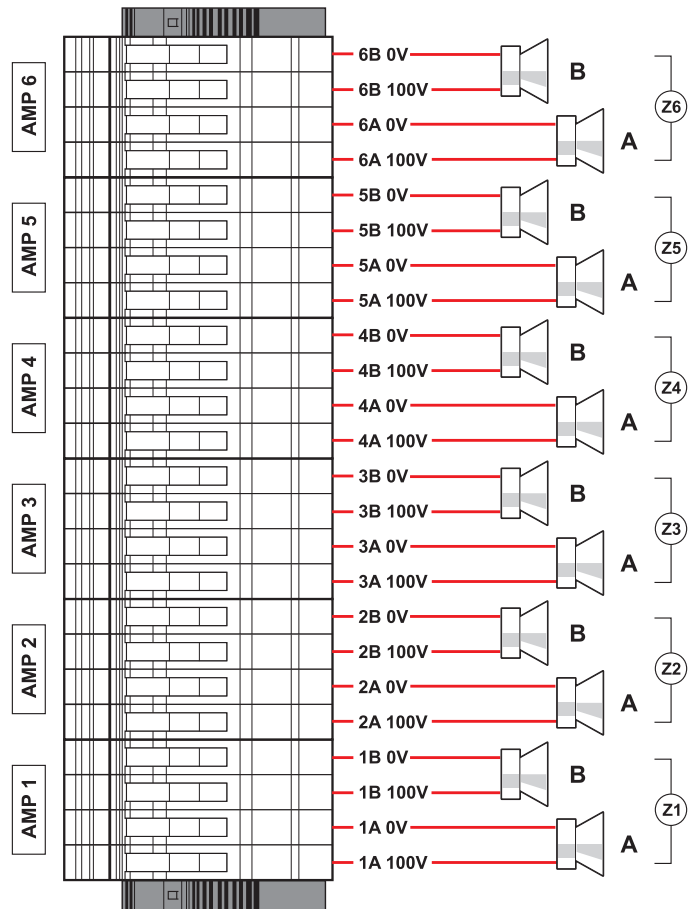 AMP 6
6B 0V
B
6B 100V
Z6
6A 0V
A
6A 100V
AMP 5
5B 0V
B
5B 100V
Z5
5A 0V
A
5A 100V
AMP 4
4B 0V
B
4B 100V
Z4
4A 0V
A
4A 100V
AMP 3
3B 0V
B
3B 100V
Z3
3A 0V
A
3A 100V
AMP 2
2B 0V
B
2B 100V
Z2
2A 0V
A
2A 100V
AMP 1
1B 0V
B
1B 100V
Z1
1A 0V
A
1A 100V